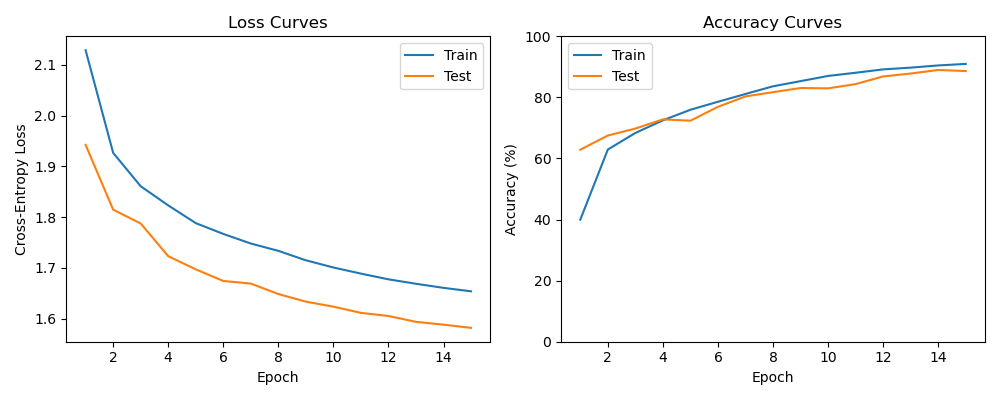 Loss Curves
Cross-Entropy Loss
2.1
2.0
1.9
1.8
1.7
1.6
Train
Test
2 4 6 8 10 12 14
Epoch
Accuracy Curves
Accuracy (%)
100
80
60
40
20
0
Train
Test
2 4 6 8 10 12 14
Epoch